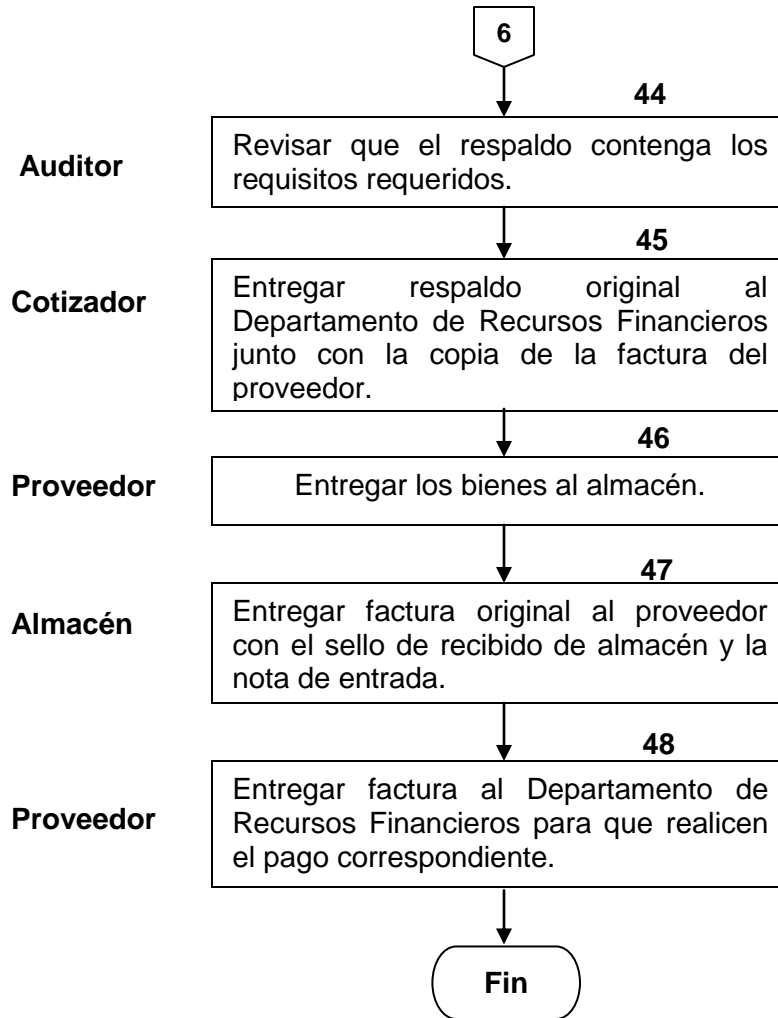 6
44
Auditor
Revisar que el respaldo contenga los
requisitos requeridos.
45
Cotizador
Entregar respaldo original al
Departamento de Recursos Financieros
junto con la copia de la factura del
proveedor.
46
Proveedor
Entregar los bienes al almacén.
47
Almacén
Entregar factura original al proveedor
con el sello de recibido de almacén y la
nota de entrada.
48
Proveedor
Entregar factura al Departamento de
Recursos Financieros para que realicen
el pago correspondiente.
Fin